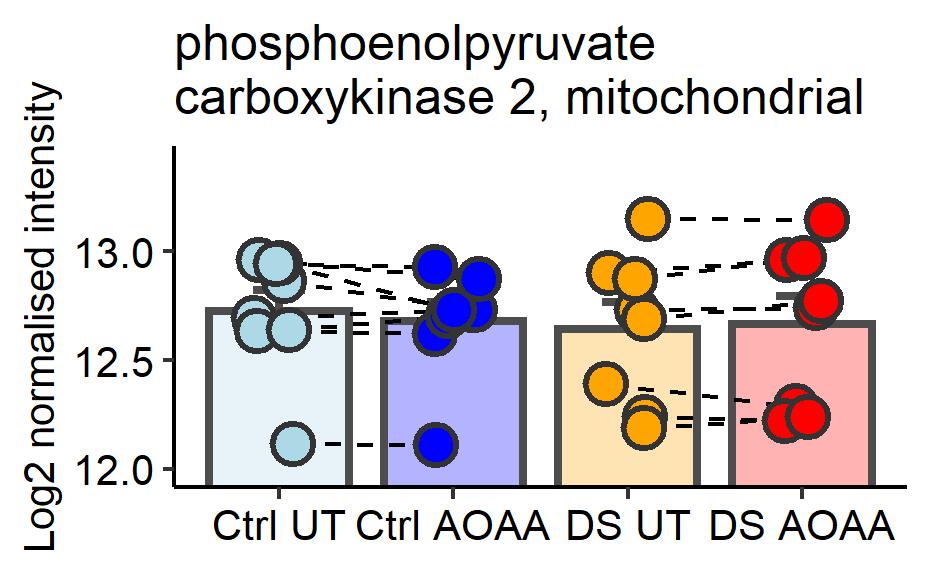 phosphoenolpyruvate
carboxykinase 2, mitochondrial
Log2 normalised intensity
13.0
12.5
12.0
Ctrl UT Ctrl AOAA DS UT DS AOAA